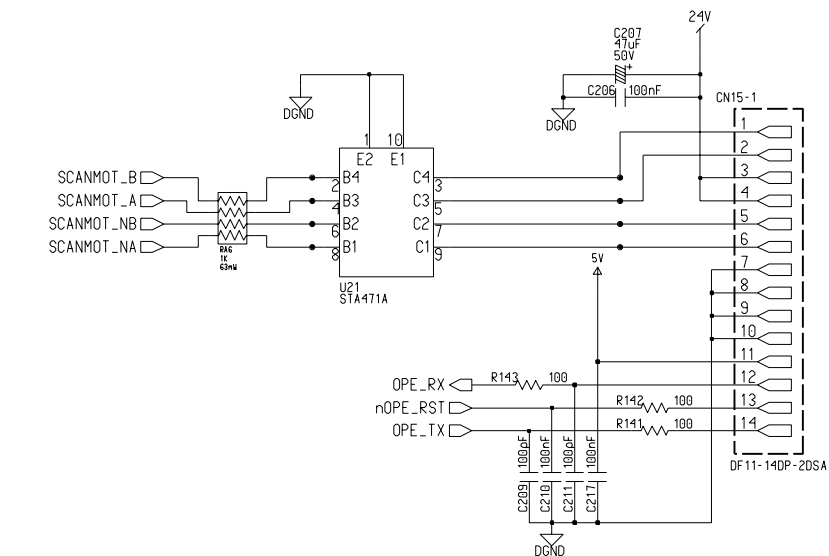 24V
C207
47uF
50V
+
C206 100nF
DGND
CN15-1
DGND
1 10
E2 E1
SCANMOT_B
SCANMOT_A
SCANMOT_NB
SCANMOT_NA
RA6
1K
63mW
2 B4 C4 3
4 B3 C3 5
6 B2 C2 7
8 B1 C1 9
U21
STA471A
1
2
3
4
5
6
7
8
9
10
11
12
13
14
5V
OPE_RX R143 100
nOPE_RST R142 100
OPE_TX R141 100
C209 100pF
C210 100nF
C211 100pF
C217 100nF
DF11-14DP-2DSA
DGND